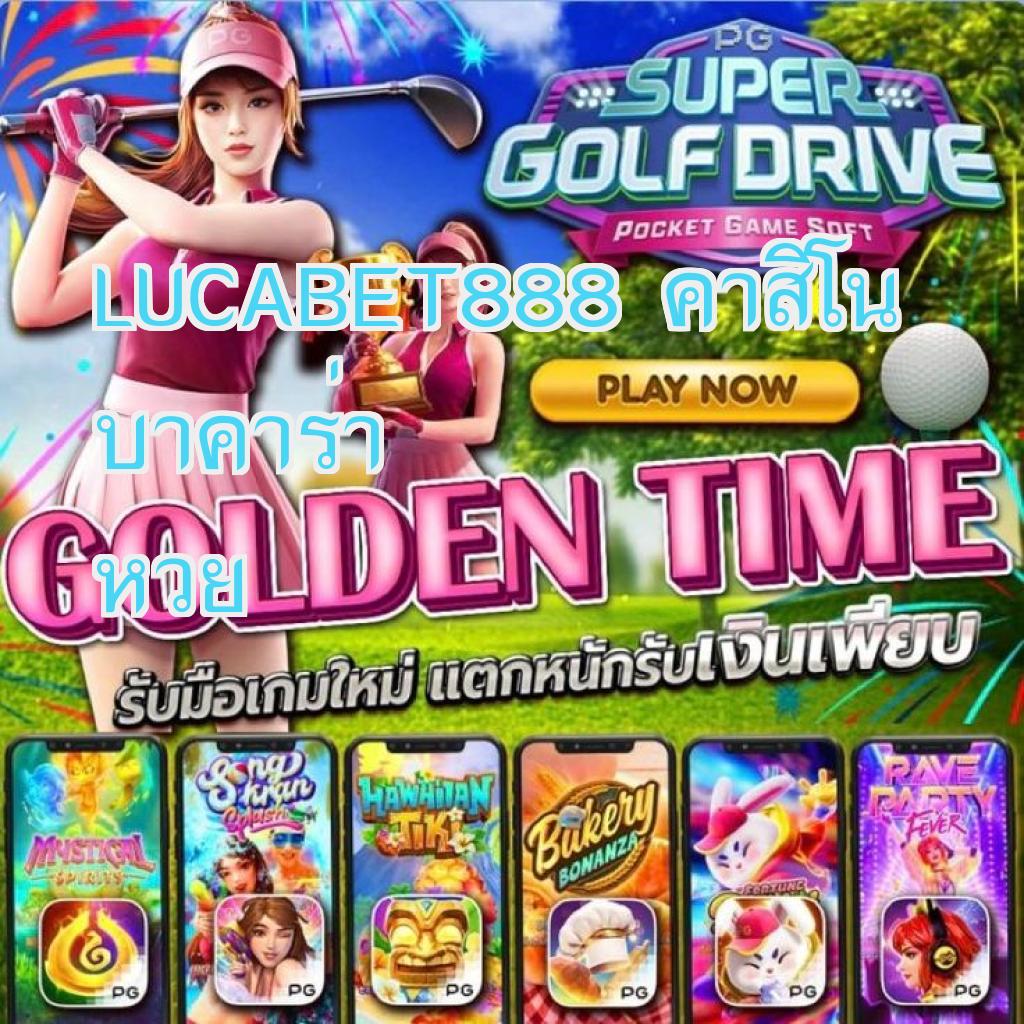 PG
PG
SUPER
GOLF DRIVE
POCKET GAME SOFT
LUCABET888 คาสิโน
PLAY NOW
บาคาร่า
GOLDEN TIME
หวย
รับมือเกมใหม่ แตกหนักรับเงินเพียบ
MYSTICAL
SPIRITS
Songkran
Splash
HAWAIIAN
TIKI
Bakery
BONANZA
FORTUNE
RAVE
PARTY
FEVER
PG
PG
PG
PG
PG
PG